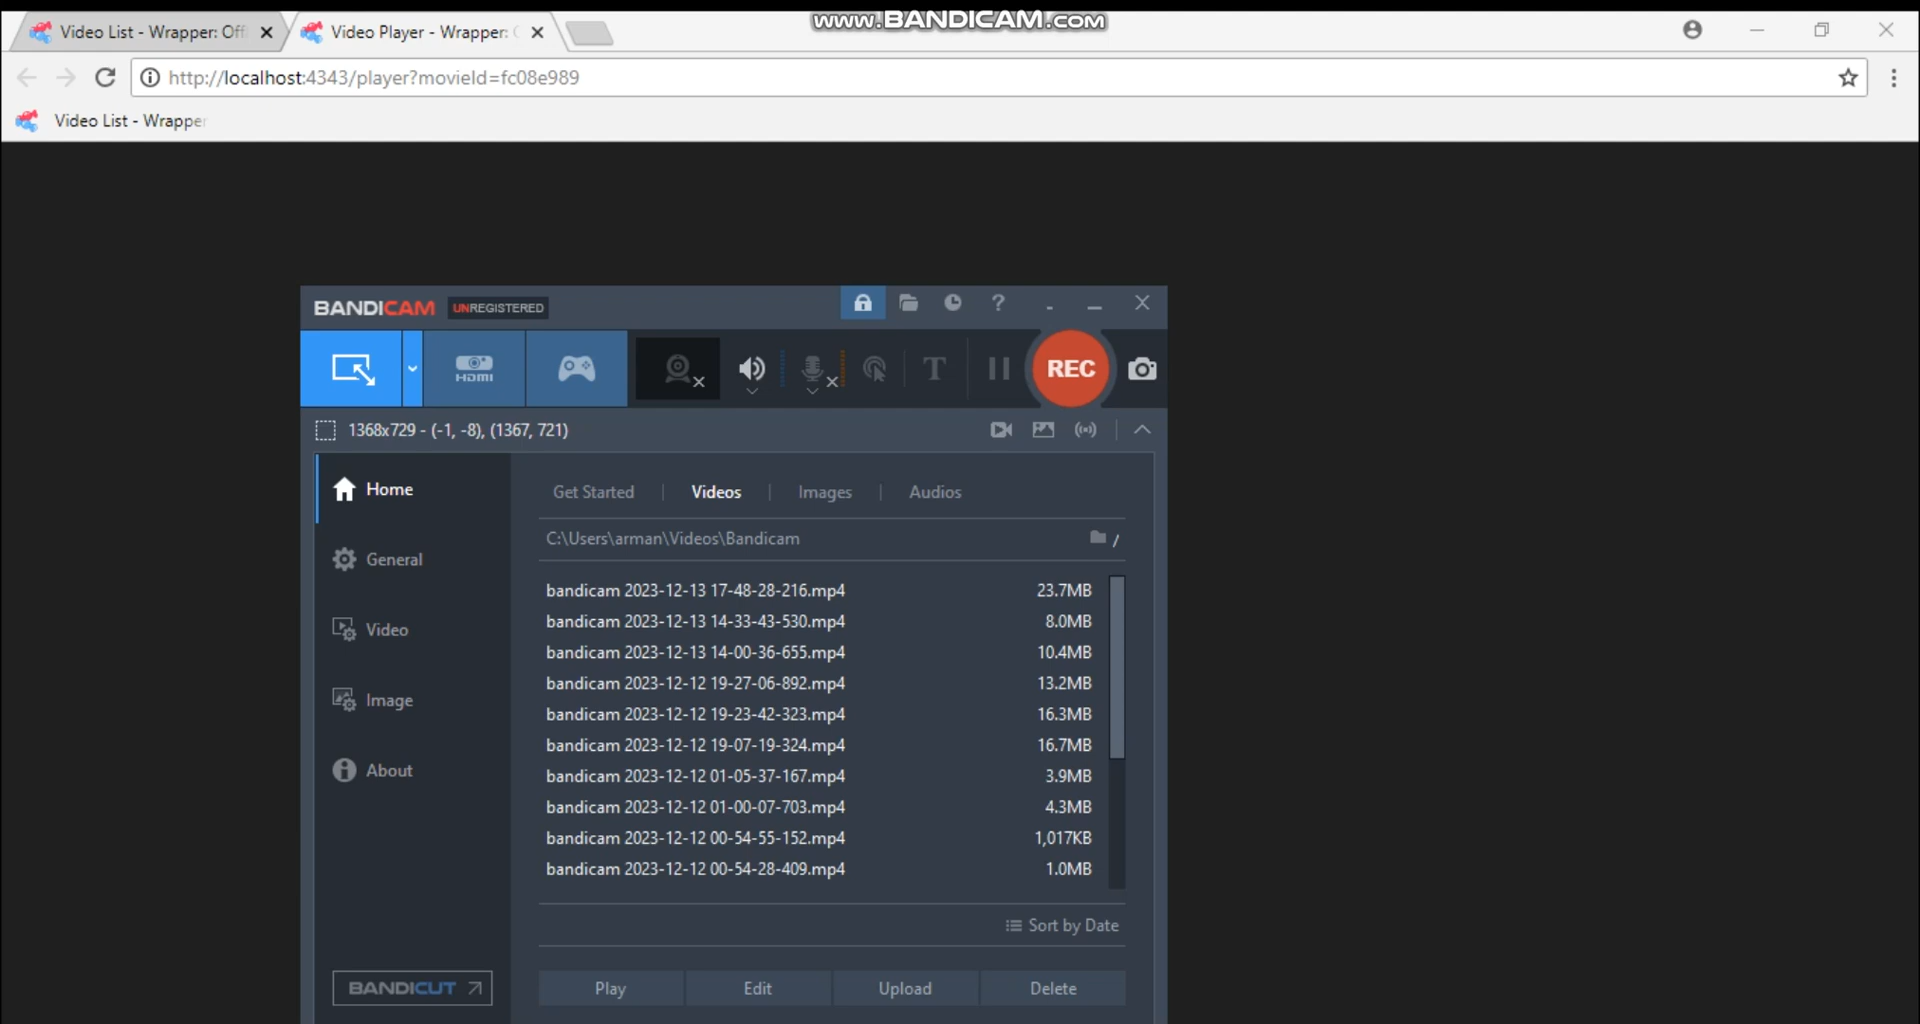 www.BANDICAM.com
Video List - Wrapper: Off
Video Player - Wrapper:
http://localhost:4343/player?movieId=fc08e989
Video List - Wrapper
BANDICAM UNREGISTERED
HDMI
T
REC
1368x729 - (-1, -8), (1367, 721)
Home
General
Video
Image
About
BANDICUT
Get Started | Videos | Images | Audios
C:\Users\arman\Videos\Bandicam
bandicam 2023-12-13 17-48-28-216.mp4 23.7MB
bandicam 2023-12-13 14-33-43-530.mp4 8.0MB
bandicam 2023-12-13 14-00-36-655.mp4 10.4MB
bandicam 2023-12-12 19-27-06-892.mp4 13.2MB
bandicam 2023-12-12 19-23-42-323.mp4 16.3MB
bandicam 2023-12-12 19-07-19-324.mp4 16.7MB
bandicam 2023-12-12 01-05-37-167.mp4 3.9MB
bandicam 2023-12-12 01-00-07-703.mp4 4.3MB
bandicam 2023-12-12 00-54-55-152.mp4 1,017KB
bandicam 2023-12-12 00-54-28-409.mp4 1.0MB
Sort by Date
Play Edit Upload Delete